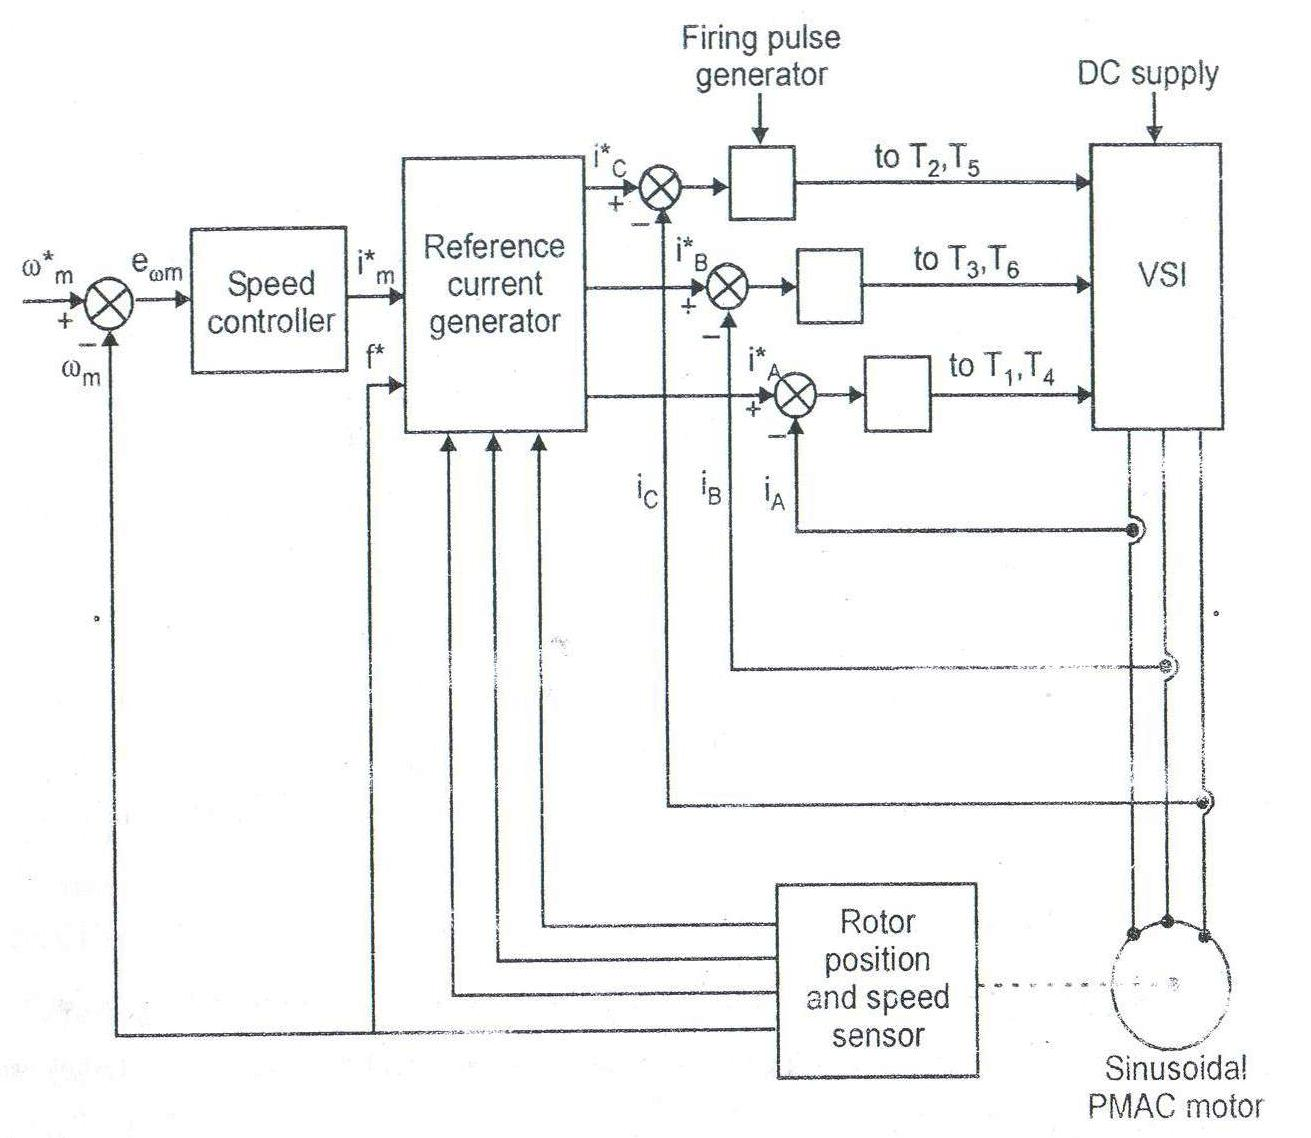 Firing pulse
generator
DC supply
i*C
+
−
to T2,T5
ω*m
+
−
ωm
eωm
Speed
controller
i*m
f*
Reference
current
generator
i*B
+
−
to T3,T6
VSI
i*A
+
−
to T1,T4
iC
iB
iA
Rotor
position
and speed
sensor
Sinusoidal
PMAC motor